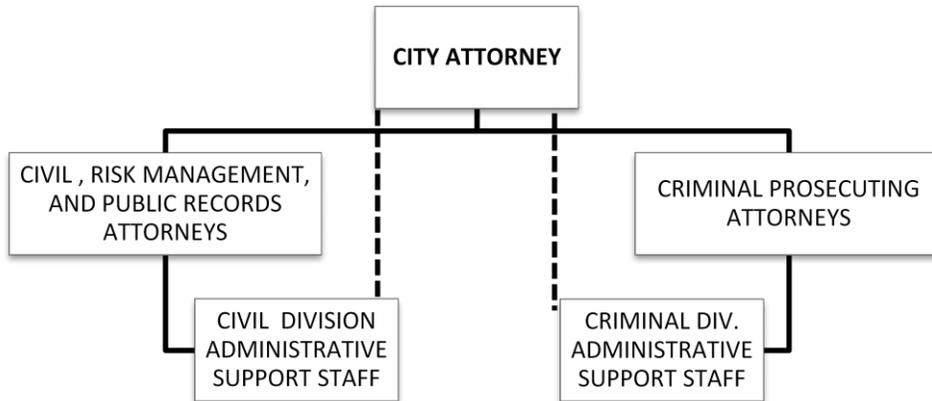 CITY ATTORNEY
CIVIL , RISK MANAGEMENT,
AND PUBLIC RECORDS
ATTORNEYS
CRIMINAL PROSECUTING
ATTORNEYS
CIVIL  DIVISION
ADMINISTRATIVE
SUPPORT STAFF
CRIMINAL DIV.
ADMINISTRATIVE
SUPPORT STAFF